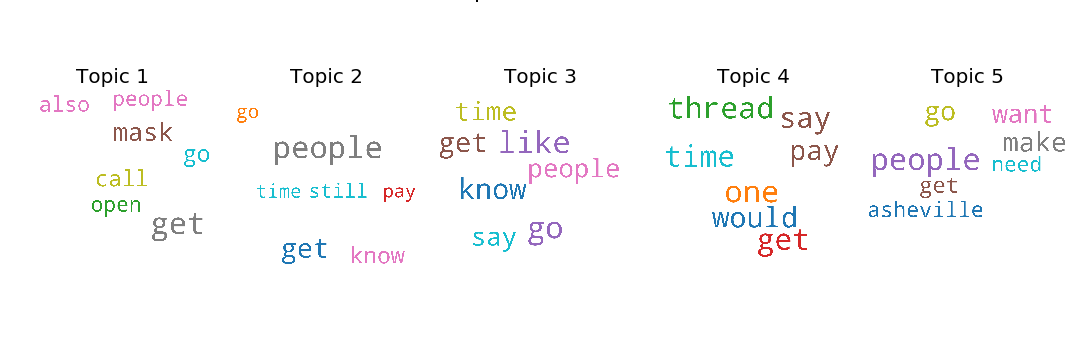 Topic 1
also people
mask
go
call
open
get
Topic 2
go
people
time still pay
get know
Topic 3
time
get like
people
know
say go
Topic 4
thread say
time pay
one
would
get
Topic 5
go want
make
people need
get
asheville